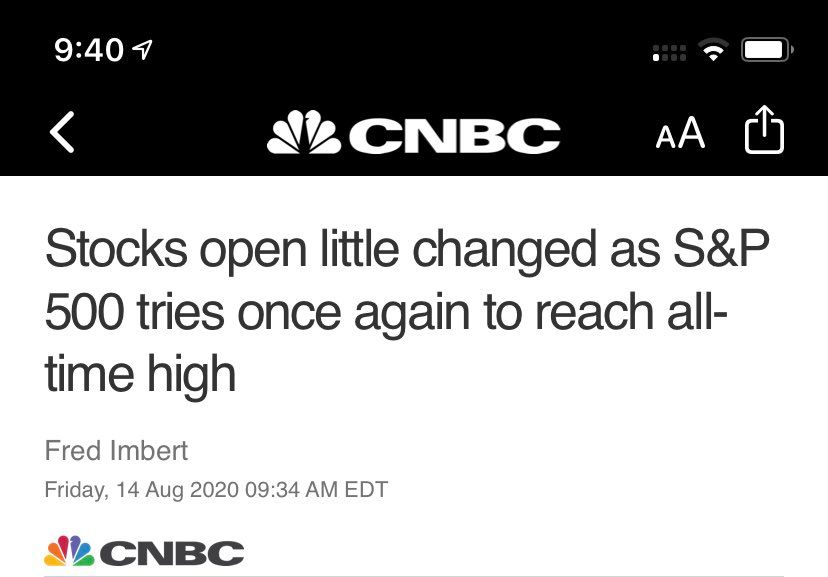 9:40
CNBC
AA
Stocks open little changed as S&P
500 tries once again to reach all-
time high
Fred Imbert
Friday, 14 Aug 2020 09:34 AM EDT
CNBC